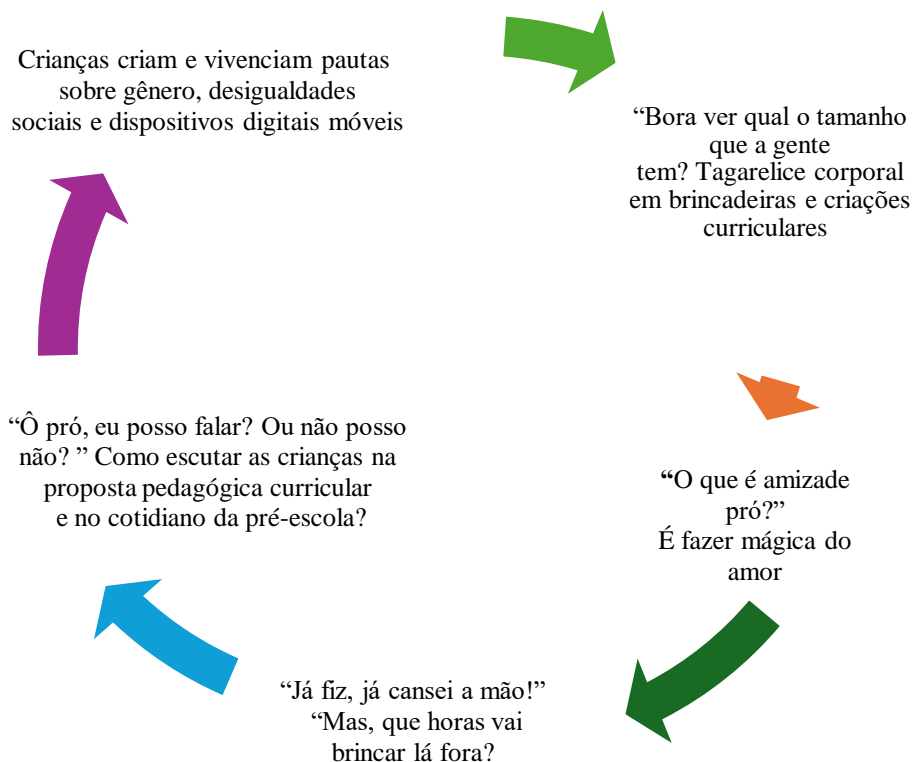 Crianças criam e vivenciam pautas
sobre gênero, desigualdades
sociais e dispositivos digitais móveis
“Bora ver qual o tamanho
que a gente
tem? Tagarelice corporal
em brincadeiras e criações
curriculares
“O que é amizade
pró?”
É fazer mágica do
amor
“Já fiz, já cansei a mão!”
“Mas, que horas vai
brincar lá fora?
“Ô pró, eu posso falar? Ou não posso
não? ” Como escutar as crianças na
proposta pedagógica curricular
e no cotidiano da pré-escola?